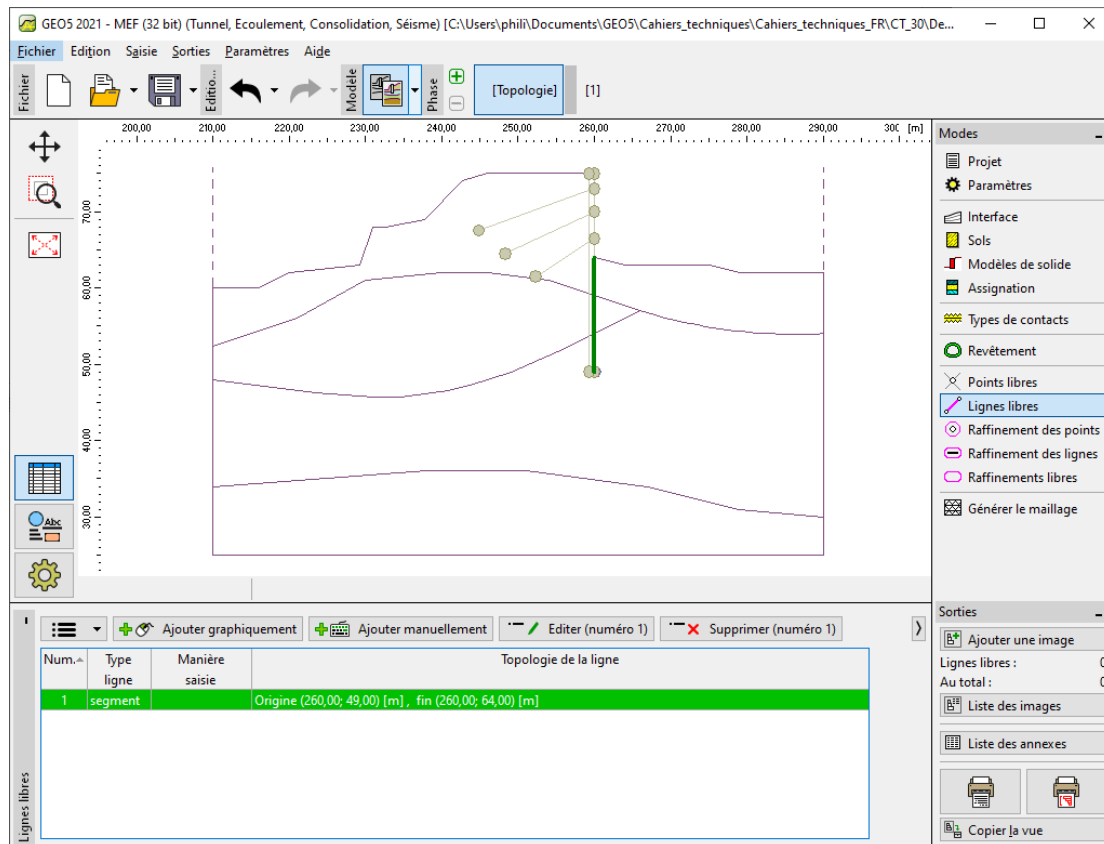 GEO5 2021 - MEF (32 bit) (Tunnel, Ecoulement, Consolidation, Séisme) [C:\Users\phili\Documents\GEO5\Cahiers_techniques\Cahiers_techniques_FR\CT_30\De...
Fichier Edition Saisie Sorties Paramètres Aide
Fichier
Editio...
Modèle
Phase
[Topologie] [1]
200,00 210,00 220,00 230,00 240,00 250,00 260,00 270,00 280,00 290,00 300 [m]
70,00
60,00
50,00
40,00
30,00
Abc
Modes
Projet
Paramètres
Interface
Sols
Modèles de solide
Assignation
Types de contacts
Revêtement
Points libres
Lignes libres
Raffinement des points
Raffinement des lignes
Raffinements libres
Générer le maillage
Ajouter graphiquement Ajouter manuellement Editer (numéro 1) Supprimer (numéro 1)
Num. Type ligne Manière saisie Topologie de la ligne
1 segment Origine (260,00; 49,00) [m] , fin (260,00; 64,00) [m]
Lignes libres
Sorties
Ajouter une image
Lignes libres : 0
Au total : 0
Liste des images
Liste des annexes
Copier la vue